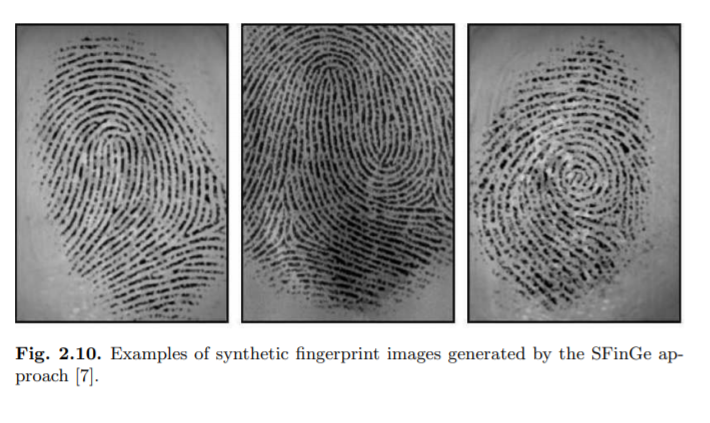 Fig. 2.10. Examples of synthetic fingerprint images generated by the SFinGe ap-
proach [7].